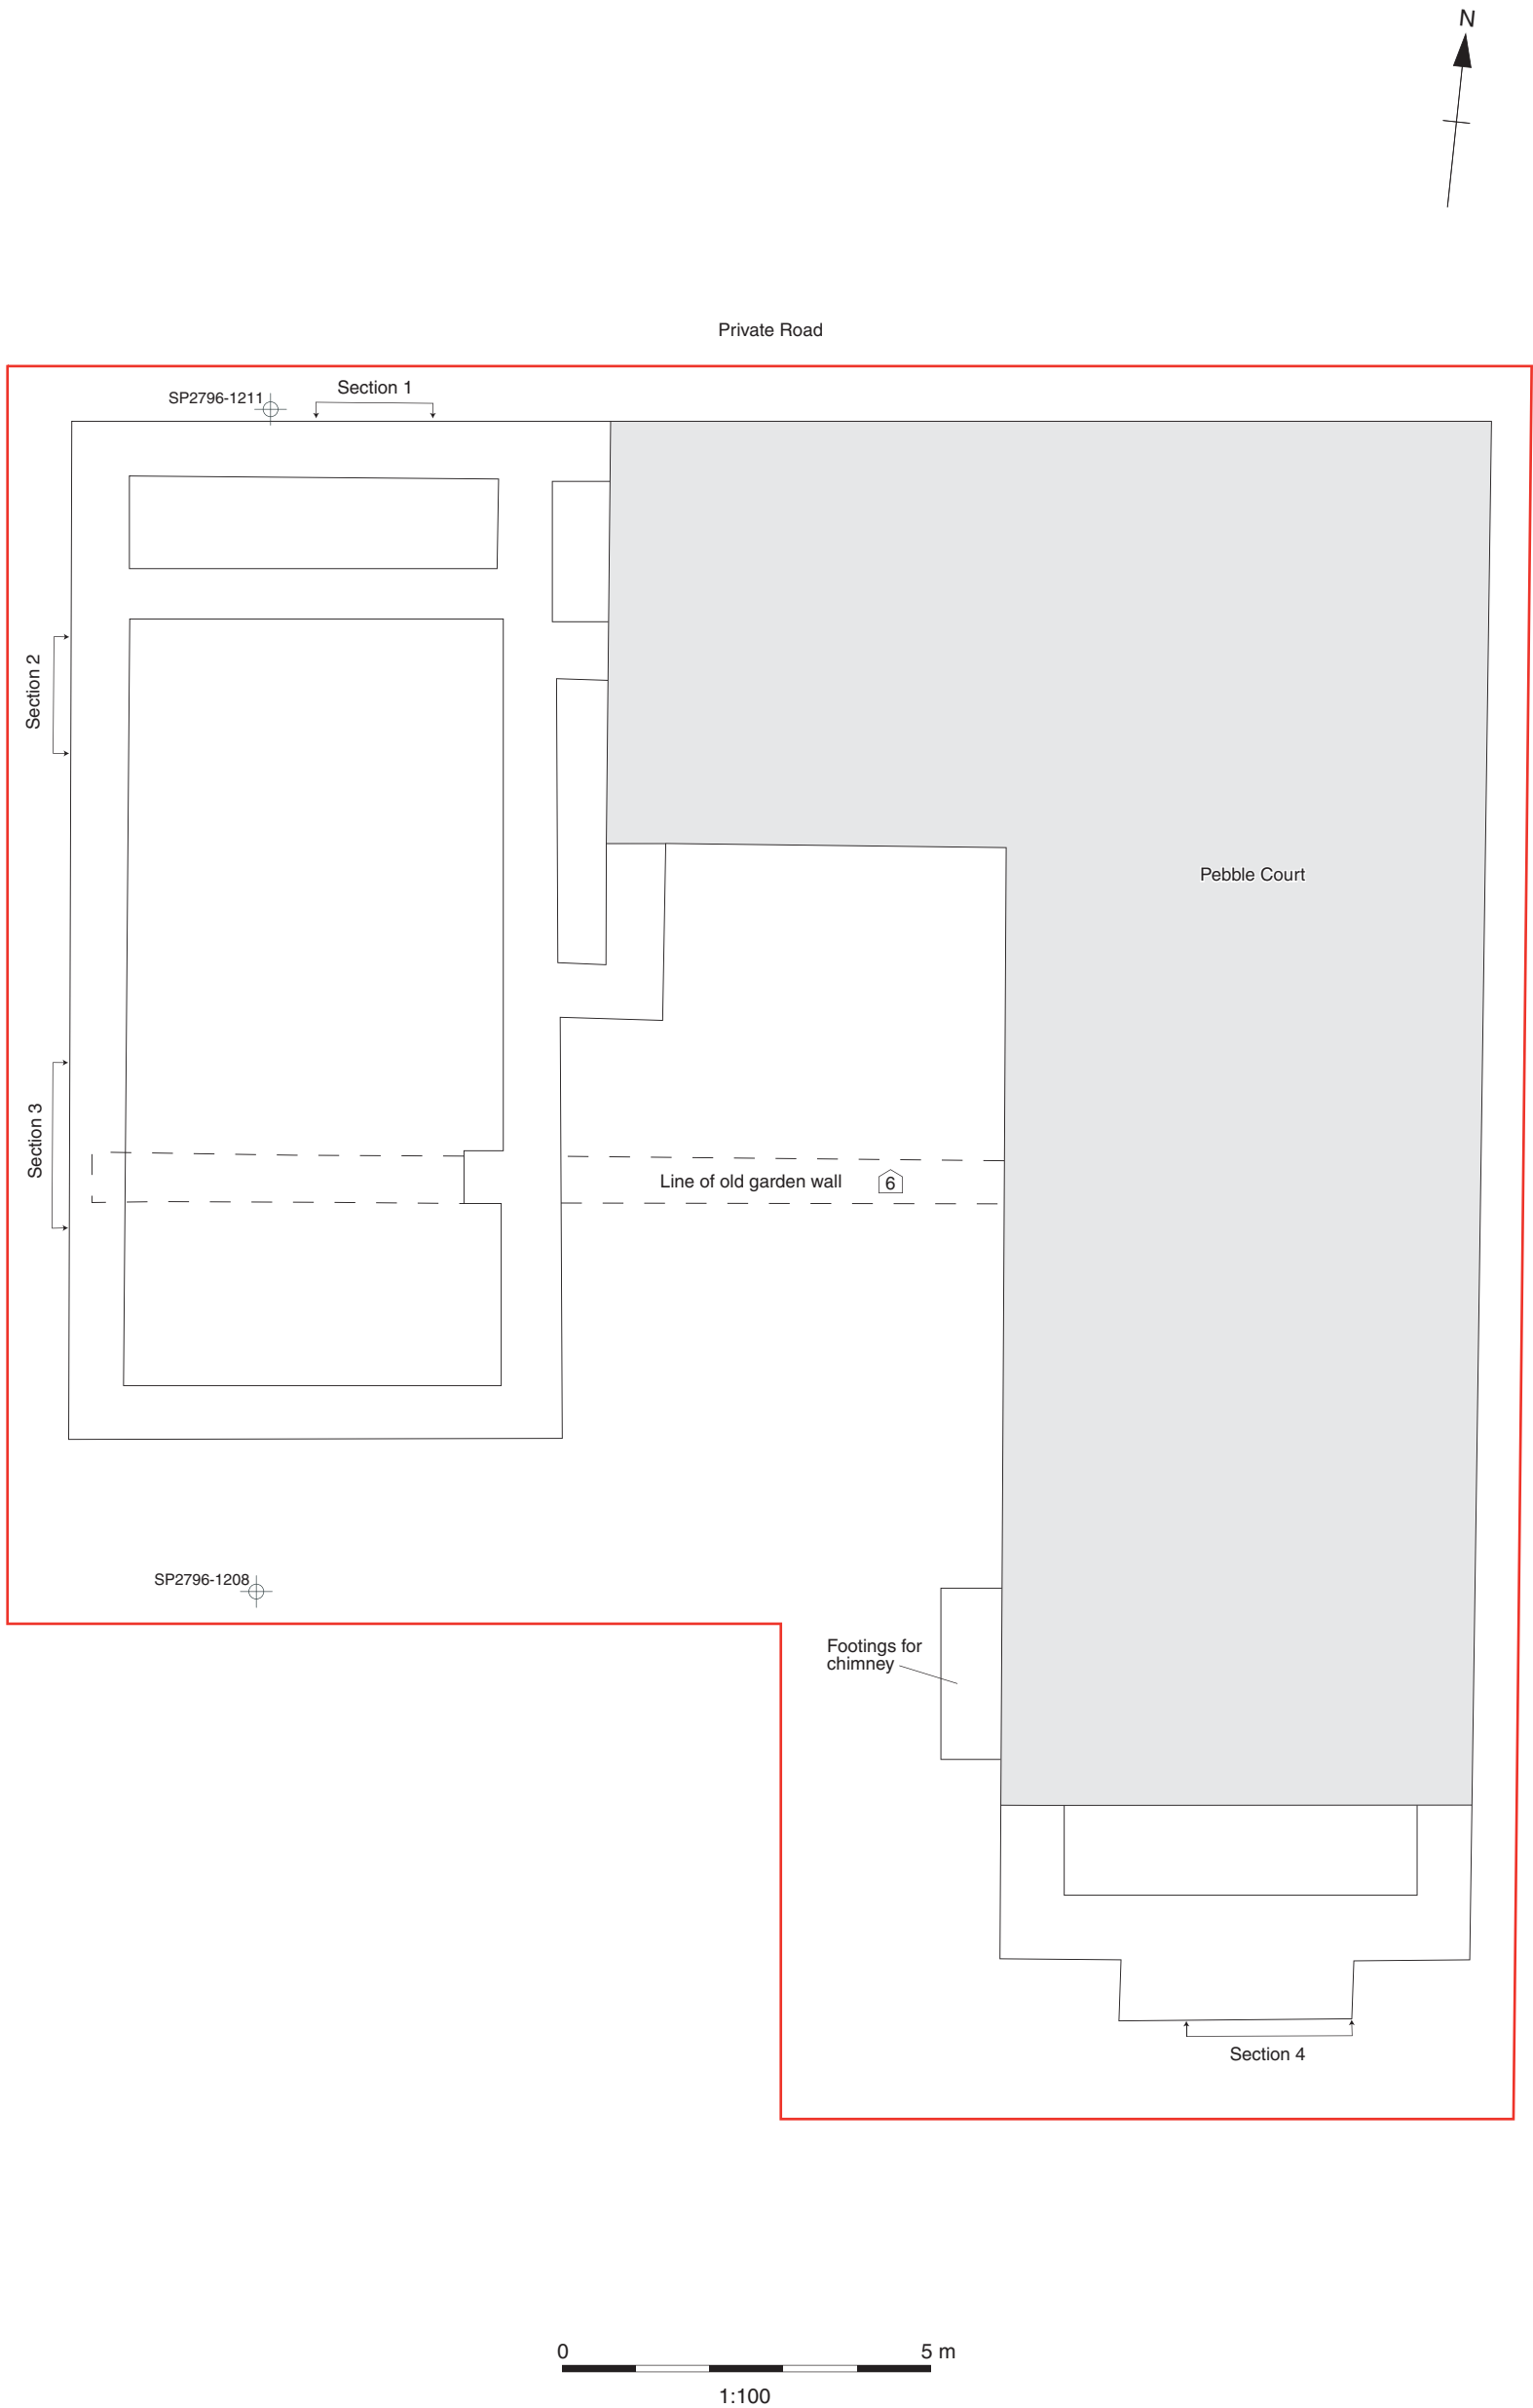 N
Private Road
SP2796-1211
Section 1
Section 2
Pebble Court
Section 3
Line of old garden wall 6
SP2796-1208
Footings for
chimney
Section 4
0 5 m
1:100